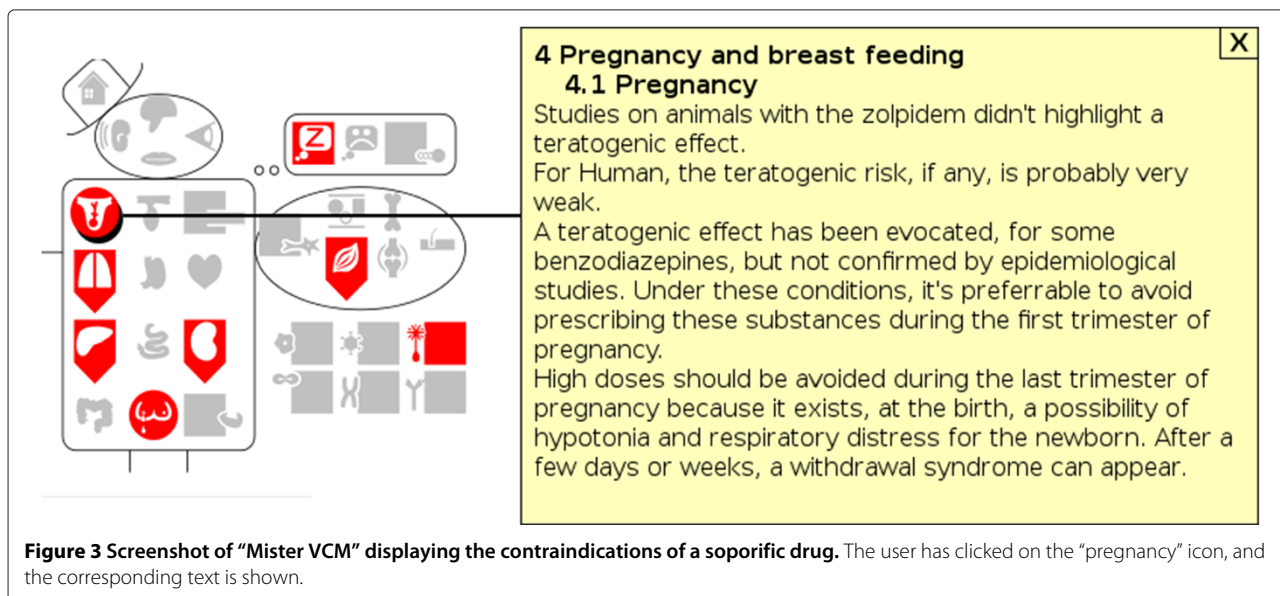 X
4 Pregnancy and breast feeding
4.1 Pregnancy
Studies on animals with the zolpidem didn't highlight a
teratogenic effect.
For Human, the teratogenic risk, if any, is probably very
weak.
A teratogenic effect has been evocated, for some
benzodiazepines, but not confirmed by epidemiological
studies. Under these conditions, it's preferrable to avoid
prescribing these substances during the first trimester of
pregnancy.
High doses should be avoided during the last trimester of
pregnancy because it exists, at the birth, a possibility of
hypotonia and respiratory distress for the newborn. After a
few days or weeks, a withdrawal syndrome can appear.
Z
Figure 3 Screenshot of “Mister VCM” displaying the contraindications of a soporific drug. The user has clicked on the “pregnancy” icon, and
the corresponding text is shown.